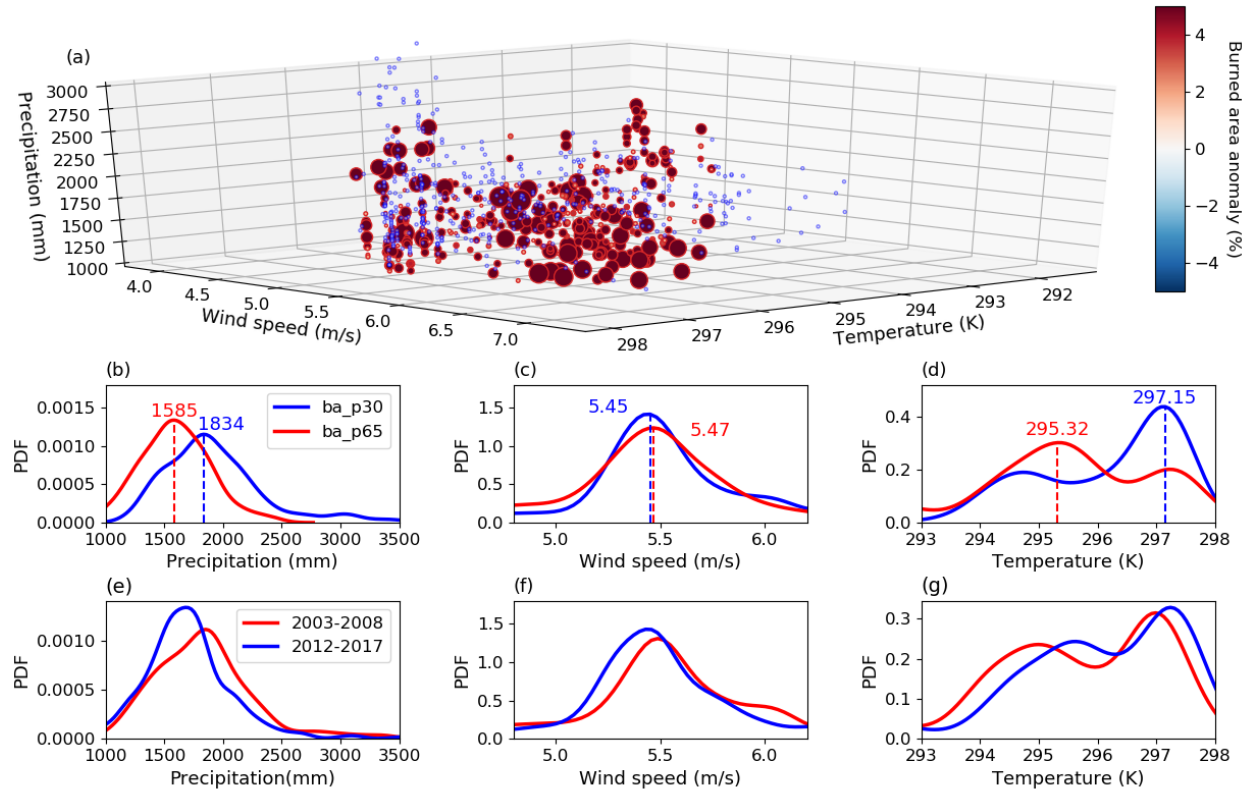 (a)
Precipitation (mm)
3000
2750
2500
2250
2000
1750
1500
1250
1000
4.0
4.5
5.0
5.5
6.0
6.5
7.0
Wind speed (m/s)
298
297
296
295
294
293
292
Temperature (K)
4
2
0
−2
−4
Burned area anomaly (%)
(b)
PDF
0.0015
0.0010
0.0005
0.0000
1585
1834
ba_p30
ba_p65
1000 1500 2000 2500 3000 3500
Precipitation (mm)
(c)
PDF
1.5
1.0
0.5
0.0
5.45
5.47
5.0 5.5 6.0
Wind speed (m/s)
(d)
PDF
0.4
0.2
0.0
297.15
295.32
293 294 295 296 297 298
Temperature (K)
(e)
PDF
0.0010
0.0005
0.0000
2003-2008
2012-2017
1000 1500 2000 2500 3000 3500
Precipitation(mm)
(f)
PDF
1.5
1.0
0.5
0.0
5.0 5.5 6.0
Wind speed (m/s)
(g)
PDF
0.3
0.2
0.1
0.0
293 294 295 296 297 298
Temperature (K)